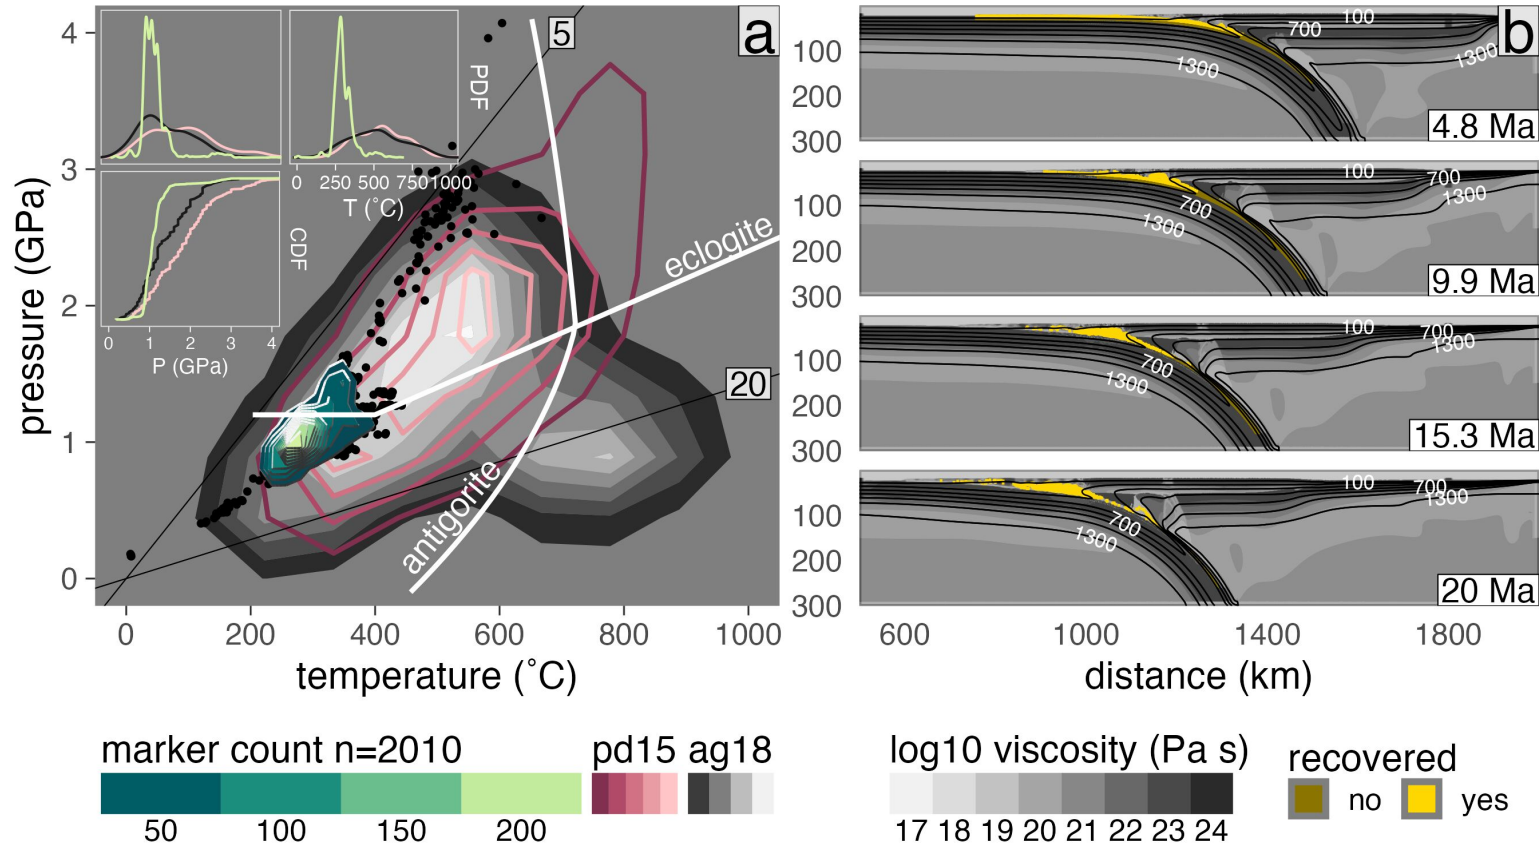 a
4
3
2
1
0
pressure (GPa)
0
200
400
600
800
1000
temperature (˚C)
5
20
eclogite
antigorite
PDF
0
250
500
750
1000
T (˚C)
CDF
0
1
2
3
4
P (GPa)
b
100
200
300
100
700
1300
1300
4.8 Ma
100
200
300
100
700
700
1300
1300
9.9 Ma
100
200
300
100
700
700
1300
1300
15.3 Ma
100
200
300
100
700
700
1300
1300
20 Ma
600
1000
1400
1800
distance (km)
marker count n=2010
50
100
150
200
pd15
ag18
log10 viscosity (Pa s)
17 18 19 20 21 22 23 24
recovered
no
yes